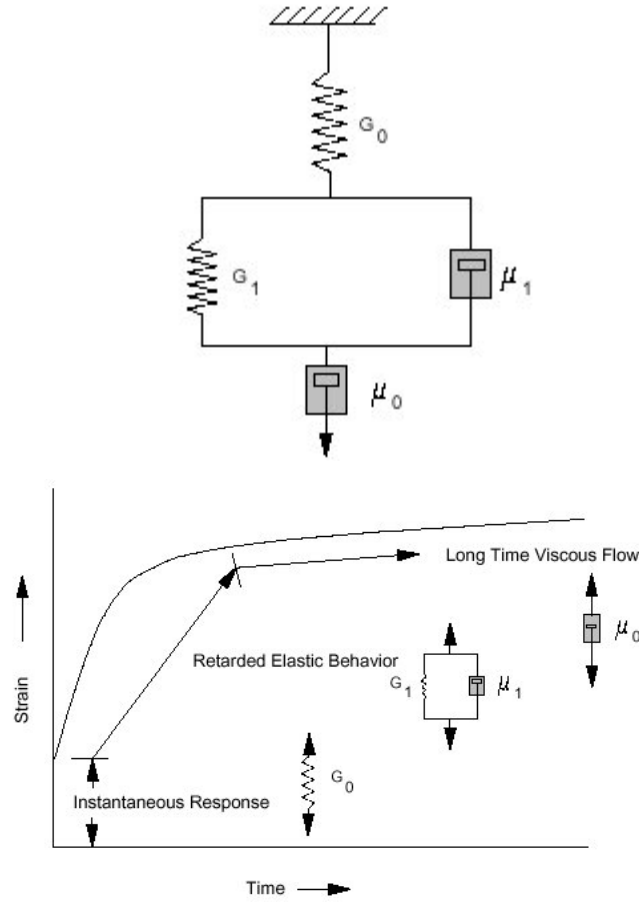 G0
G1
μ1
μ0
Long Time Viscous Flow
μ0
Retarded Elastic Behavior
G1
μ1
Strain
G0
Instantaneous Response
Time